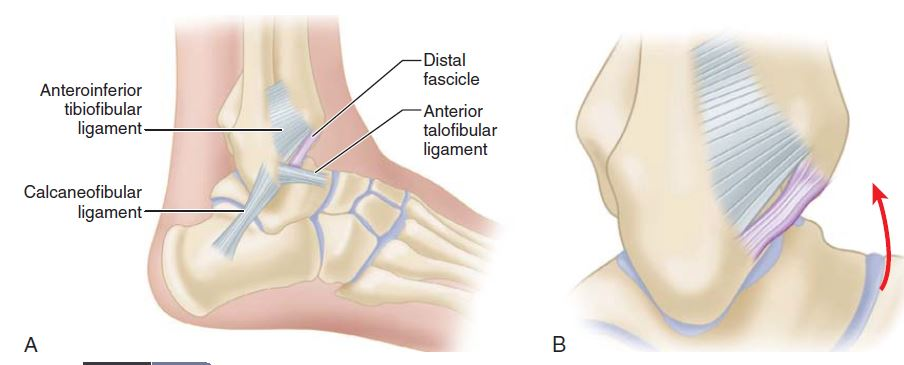 Anteroinferior
tibiofibular
ligament
Calcaneofibular
ligament
Distal
fascicle
Anterior
talofibular
ligament
A
B